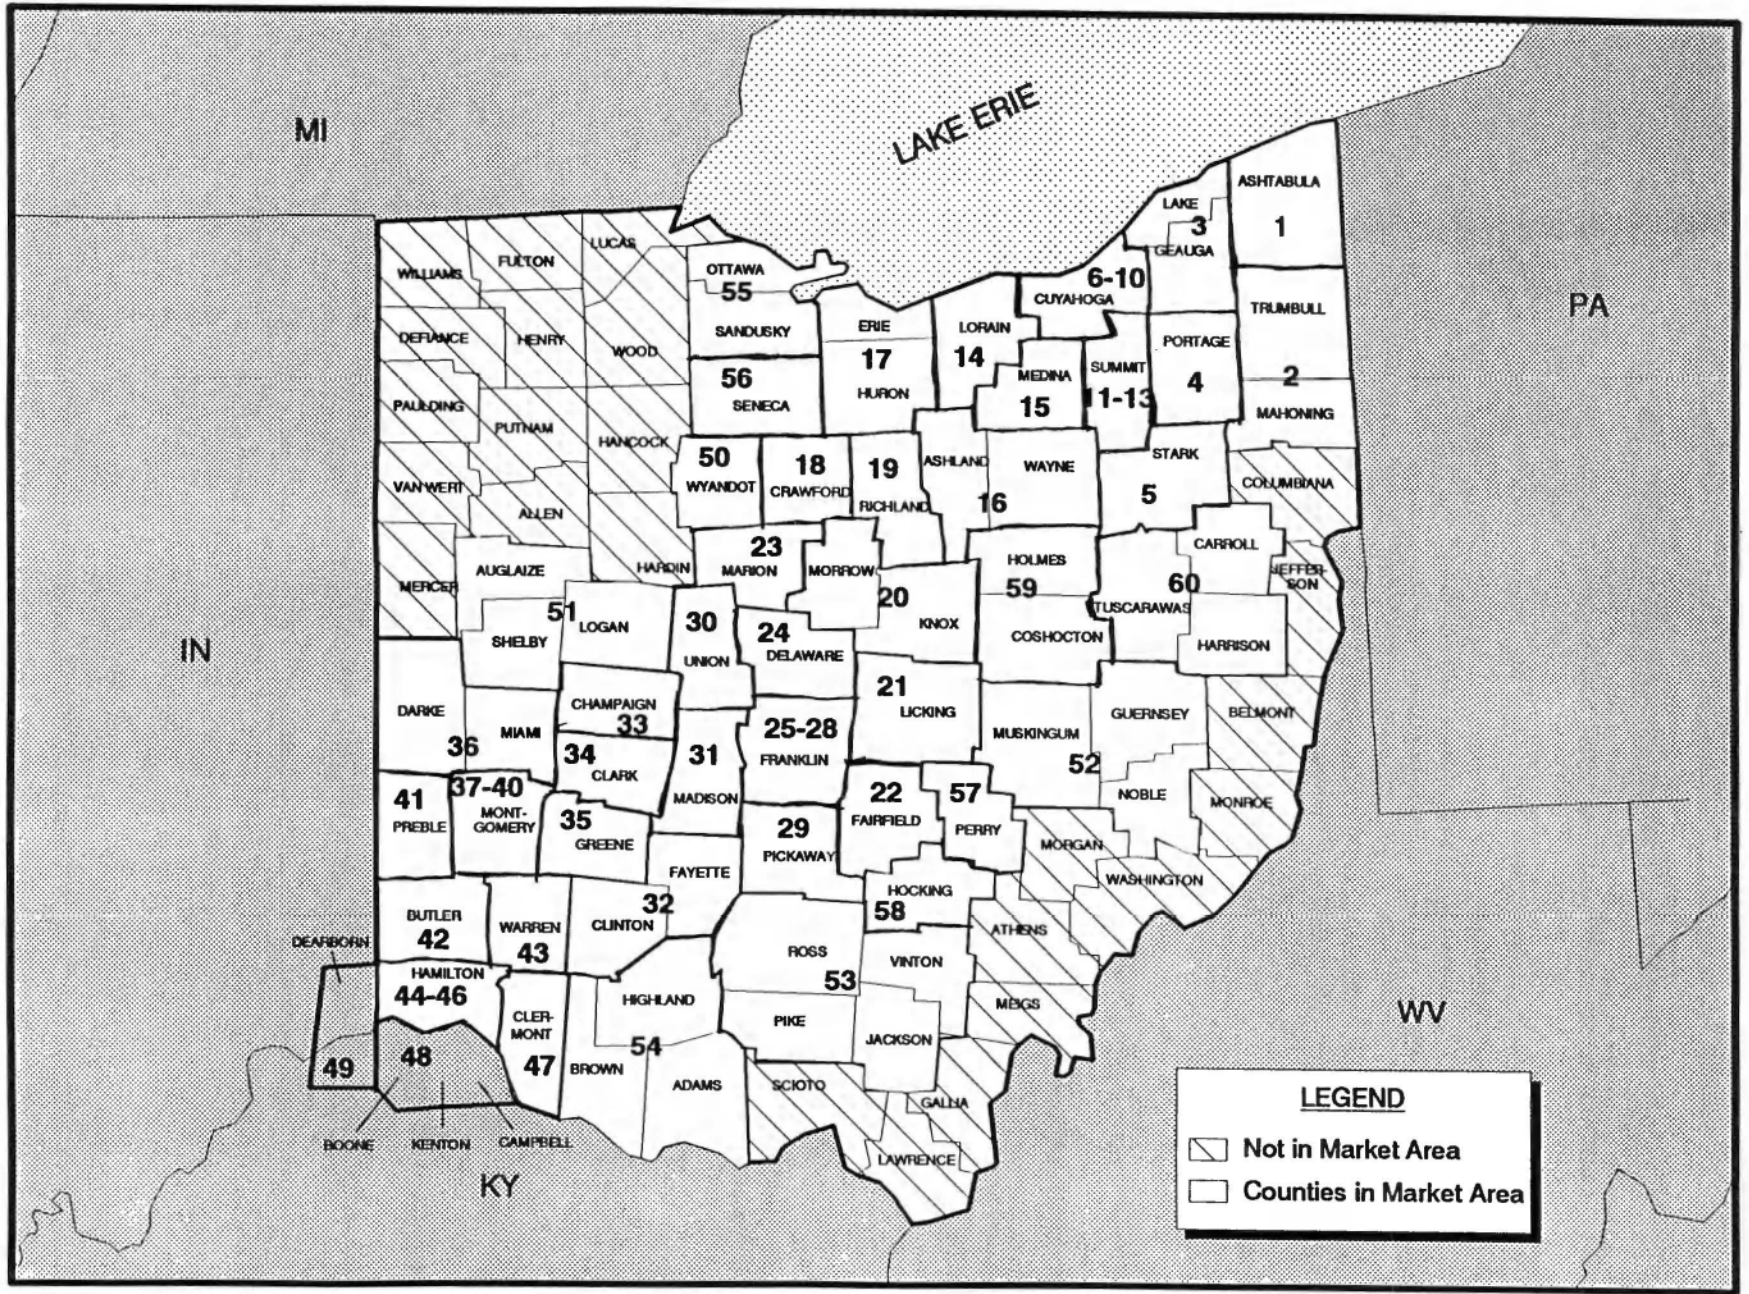 MI
LAKE ERIE
ASHTABULA
1
LAKE
3
GEAUGA
LUCAS
FULTON
WILLIAMS
OTTAWA
55
6-10
CUYAHOGA
TRUMBULL
PA
DEFIANCE
HENRY
WOOD
SANDUSKY
ERIE
17
HURON
LORAIN
14
MEDINA
15
SUMMIT
11-13
PORTAGE
4
2
MAHONING
PAULDING
PUTNAM
HANCOCK
56
SENECA
VAN WERT
ALLEN
50
WYANDOT
18
CRAWFORD
19
RICHLAND
ASHLAND
16
WAYNE
STARK
5
COLUMBIANA
MERCER
AUGLAIZE
HARDIN
23
MARION
MORROW
20
KNOX
HOLMES
59
COSHOCTON
CARROLL
60
TUSCARAWAS
HARRISON
JEFFER-
SON
IN
51
SHELBY
LOGAN
30
UNION
24
DELAWARE
21
LICKING
MUSKINGUM
GUERNSEY
52
NOBLE
BELMONT
MONROE
DARKE
36
MIAMI
CHAMPAIGN
33
34
CLARK
31
MADISON
25-28
FRANKLIN
22
FAIRFIELD
57
PERRY
MORGAN
WASHINGTON
41
PREBLE
37-40
MONT-
GOMERY
35
GREENE
FAYETTE
29
PICKAWAY
HOCKING
58
ATHENS
BUTLER
42
WARREN
43
CLINTON
32
ROSS
53
VINTON
MEIGS
DEARBORN
HAMILTON
44-46
CLER-
MONT
47
HIGHLAND
54
BROWN
ADAMS
PIKE
JACKSON
SCIOTO
GALLIA
LAWRENCE
49
48
BOONE
KENTON
CAMPBELL
KY
WV
LEGEND
Not in Market Area
Counties in Market Area